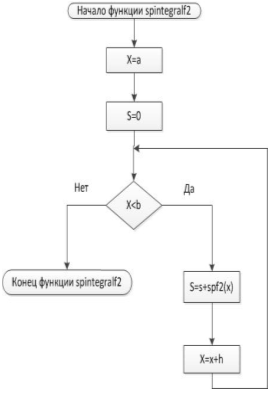 Начало функции spintegralf2
X=a
S=0
Нет
Да
X<b
Конец функции spintegralf2
S=s+spf2(x)
X=x+h